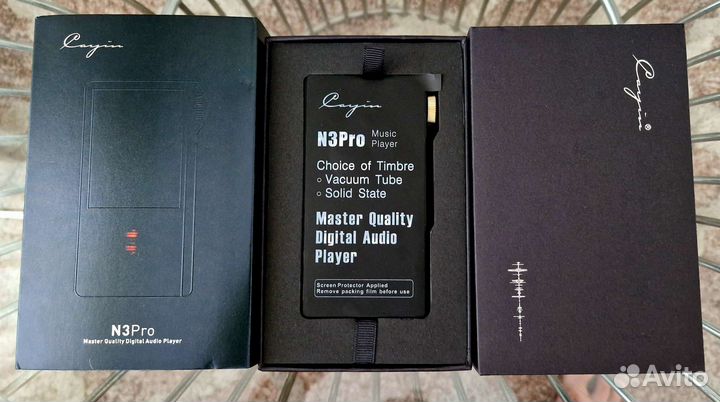 Cayin
N3Pro
Master Quality Digital Audio Player
Cayin
N3Pro Music
Player
Choice of Timbre
○ Vacuum Tube
○ Solid State
Master Quality
Digital Audio
Player
Screen Protector Applied
Remove packing film before use
Cayin®
Avito